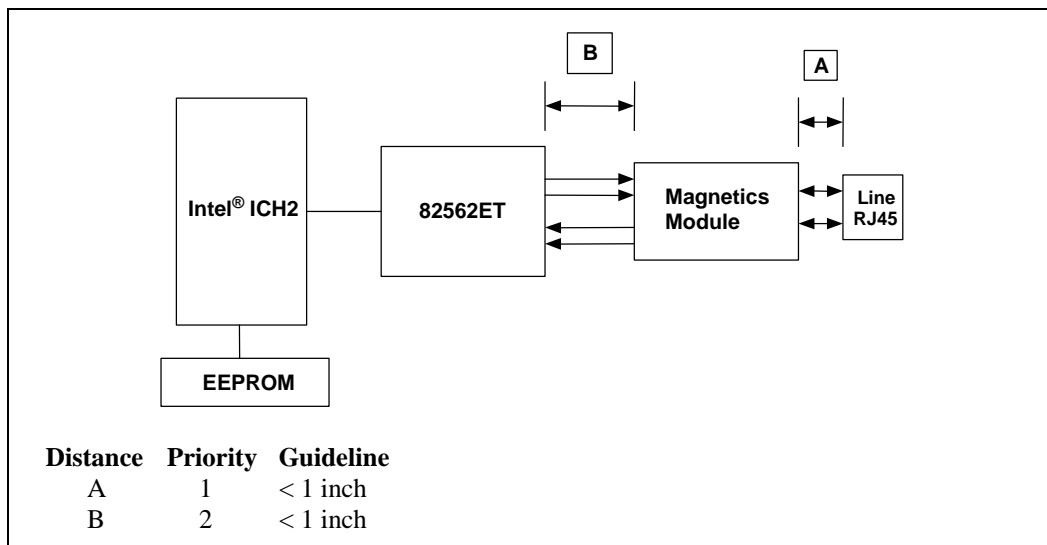 B
A
Intel® ICH2
82562ET
Magnetics
Module
Line
RJ45
EEPROM
Distance Priority Guideline
A 1 < 1 inch
B 2 < 1 inch